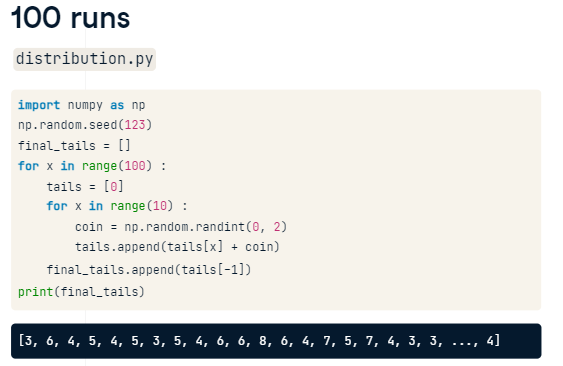 100 runs
distribution.py
import numpy as np
np.random.seed(123)
final_tails = []
for x in range(100) :
    tails = [0]
    for x in range(10) :
        coin = np.random.randint(0, 2)
        tails.append(tails[x] + coin)
    final_tails.append(tails[-1])
print(final_tails)
[3, 6, 4, 5, 4, 5, 3, 5, 4, 6, 6, 8, 6, 4, 7, 5, 7, 4, 3, 3, ..., 4]